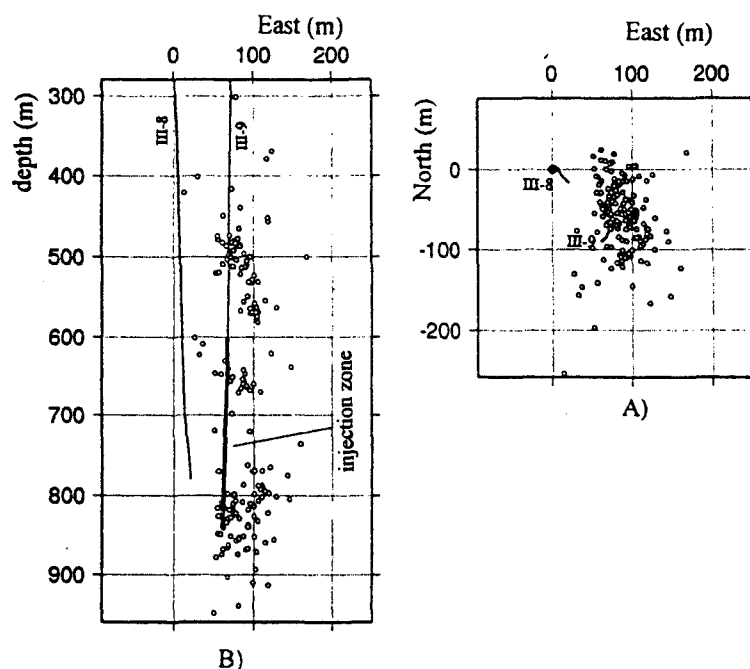 East (m)
0 100 200
300
400
500
600
700
800
900
depth (m)
III-8
III-9
injection zone
B)
East (m)
0 100 200
0
-100
-200
North (m)
III-8
III-9
A)